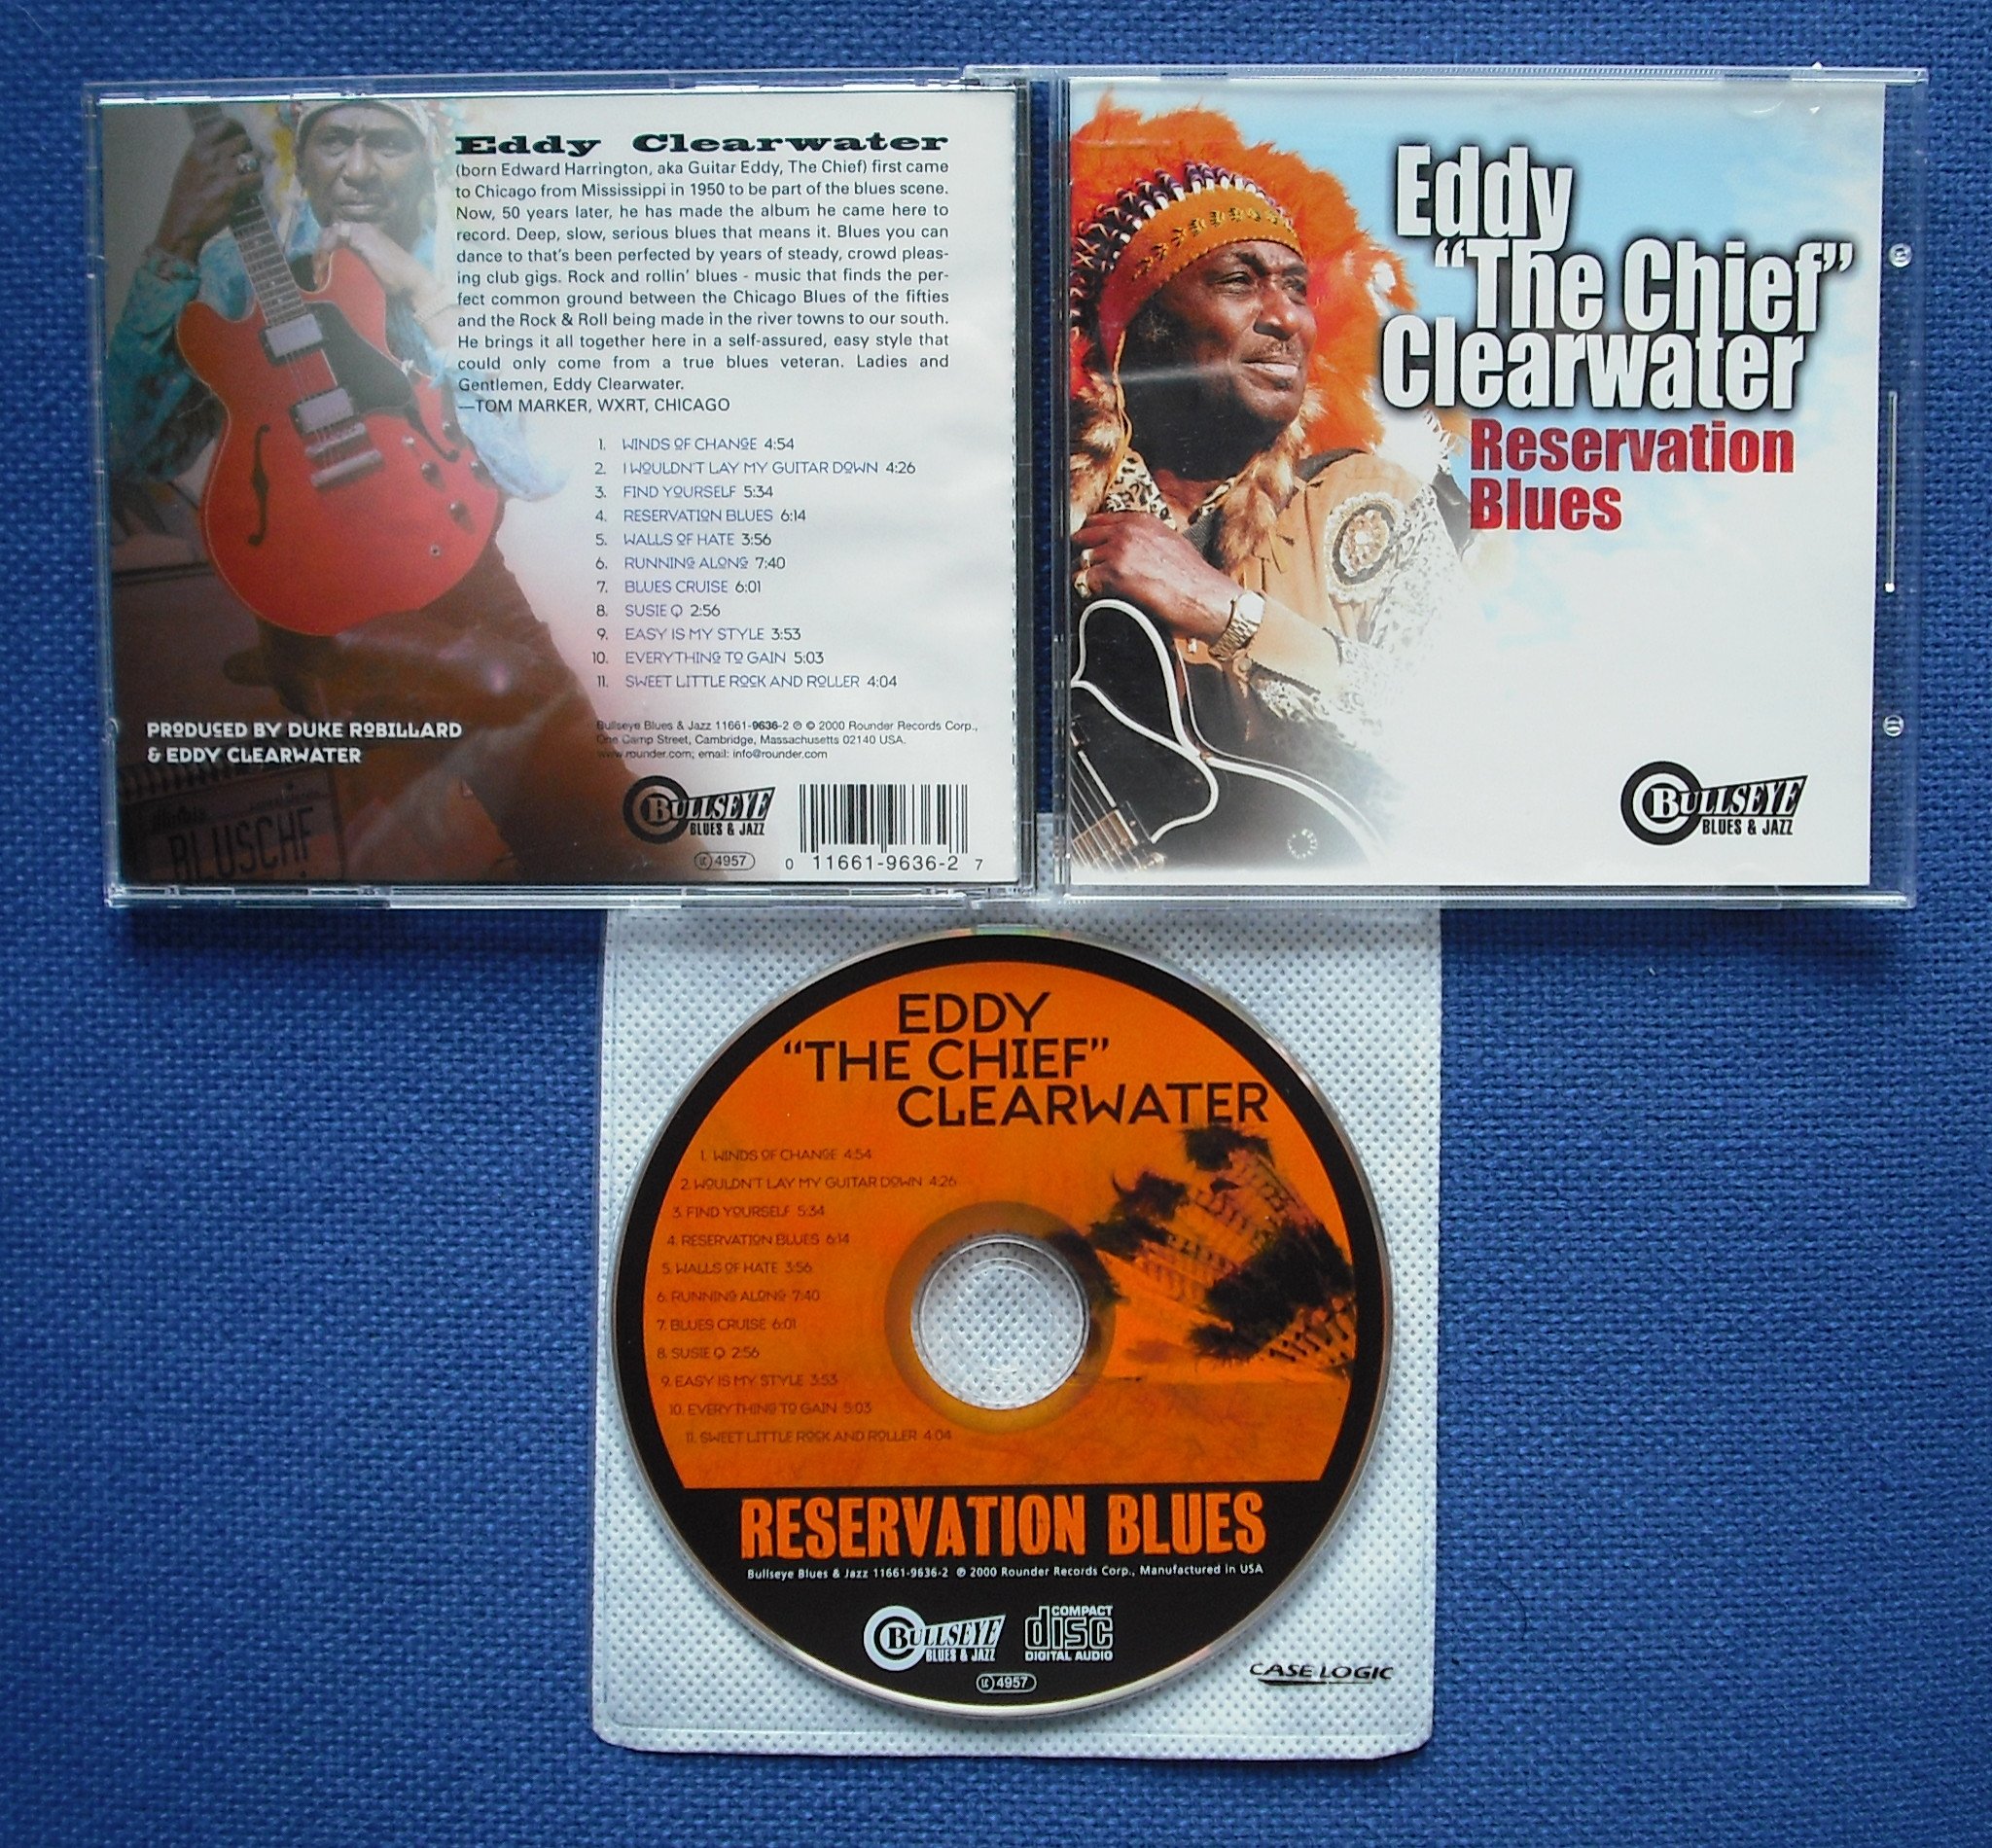 Eddy Clearwater
(born Edward Harrington, aka Guitar Eddy, The Chief) first came
to Chicago from Mississippi in 1950 to be part of the blues scene.
Now, 50 years later, he has made the album he came here to
record. Deep, slow, serious blues that means it. Blues you can
dance to that's been perfected by years of steady, crowd pleas-
ing club gigs. Rock and rollin' blues - music that finds the per-
fect common ground between the Chicago Blues of the fifties
and the Rock & Roll being made in the river towns to our south.
He brings it all together here in a self-assured, easy style that
could only come from a true blues veteran. Ladies and
Gentlemen, Eddy Clearwater.
—TOM MARKER, WXRT, CHICAGO
1. WINDS OF CHANGE 4:54
2. I WOULDN'T LAY MY GUITAR DOWN 4:26
3. FIND YOURSELF 5:34
4. RESERVATION BLUES 6:14
5. WALLS OF HATE 3:56
6. RUNNING ALONG 7:40
7. BLUES CRUISE 6:01
8. SUSIE Q 2:56
9. EASY IS MY STYLE 3:53
10. EVERYTHING TO GAIN 5:03
11. SWEET LITTLE ROCK AND ROLLER 4:04
PRODUCED BY DUKE ROBILLARD
& EDDY CLEARWATER
Bullseye Blues & Jazz 11661-9636-2 ℗ © 2000 Rounder Records Corp.,
One Camp Street, Cambridge, Massachusetts 02140 USA.
www.rounder.com; email: info@rounder.com
BLUSCHF
BULLSEYE
BLUES & JAZZ
LC 4957
0 11661-9636-2 7
Eddy
"The Chief"
Clearwater
Reservation
Blues
BULLSEYE
BLUES & JAZZ
EDDY
"THE CHIEF"
CLEARWATER
1. WINDS OF CHANGE 4:54
2. WOULDN'T LAY MY GUITAR DOWN 4:26
3. FIND YOURSELF 5:34
4. RESERVATION BLUES 6:14
5. WALLS OF HATE 3:56
6. RUNNING ALONG 7:40
7. BLUES CRUISE 6:01
8. SUSIE Q 2:56
9. EASY IS MY STYLE 3:53
10. EVERYTHING TO GAIN 5:03
11. SWEET LITTLE ROCK AND ROLLER 4:04
RESERVATION BLUES
Bullseye Blues & Jazz 11661-9636-2 ℗ 2000 Rounder Records Corp., Manufactured in USA
BULLSEYE
BLUES & JAZZ
COMPACT
disc
DIGITAL AUDIO
LC 4957
CASE LOGIC